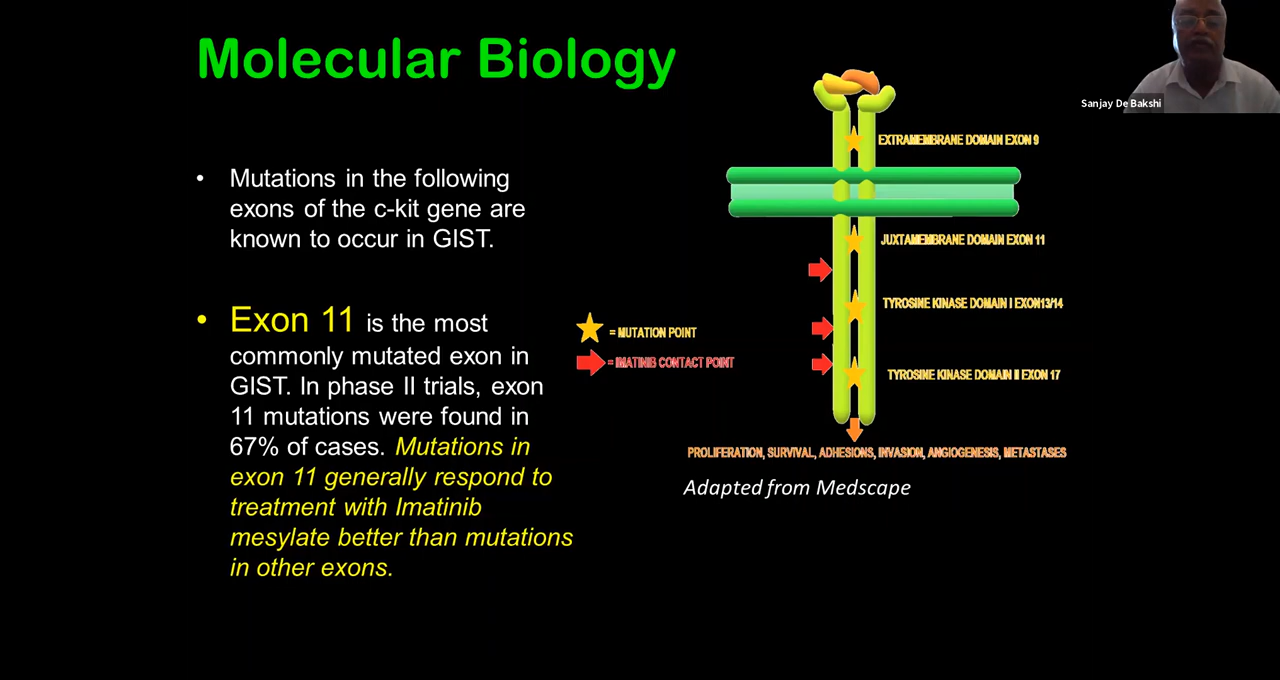 Molecular Biology
Sanjay De Bakshi
• Mutations in the following
exons of the c-kit gene are
known to occur in GIST.
• Exon 11 is the most
commonly mutated exon in
GIST. In phase II trials, exon
11 mutations were found in
67% of cases. Mutations in
exon 11 generally respond to
treatment with Imatinib
mesylate better than mutations
in other exons.
EXTRAMEMBRANE DOMAIN EXON 9
JUXTAMEMBRANE DOMAIN EXON 11
TYROSINE KINASE DOMAIN I EXON13/14
TYROSINE KINASE DOMAIN II EXON 17
= MUTATION POINT
= IMATINIB CONTACT POINT
PROLIFERATION, SURVIVAL, ADHESIONS, INVASION, ANGIOGENESIS, METASTASES
Adapted from Medscape